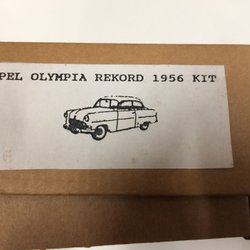 PEL OLYMPIA REKORD 1956 KIT